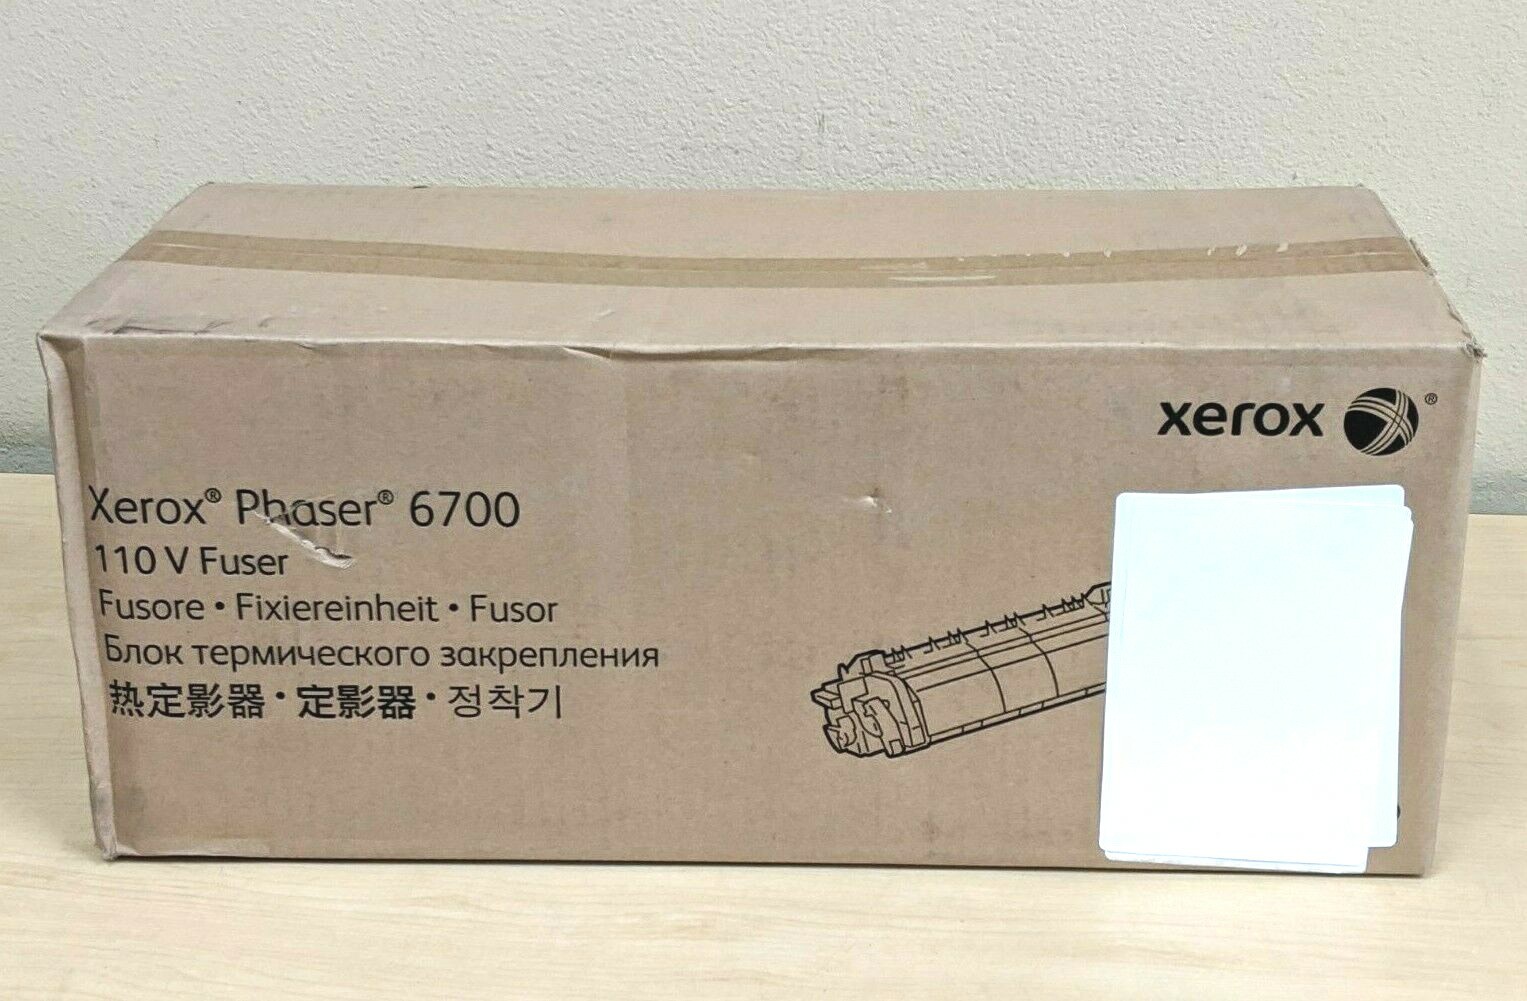 xerox ®
Xerox® Phaser® 6700
110 V Fuser
Fusore • Fixiereinheit • Fusor
Блок термического закрепления
热定影器 • 定影器 • 정착기